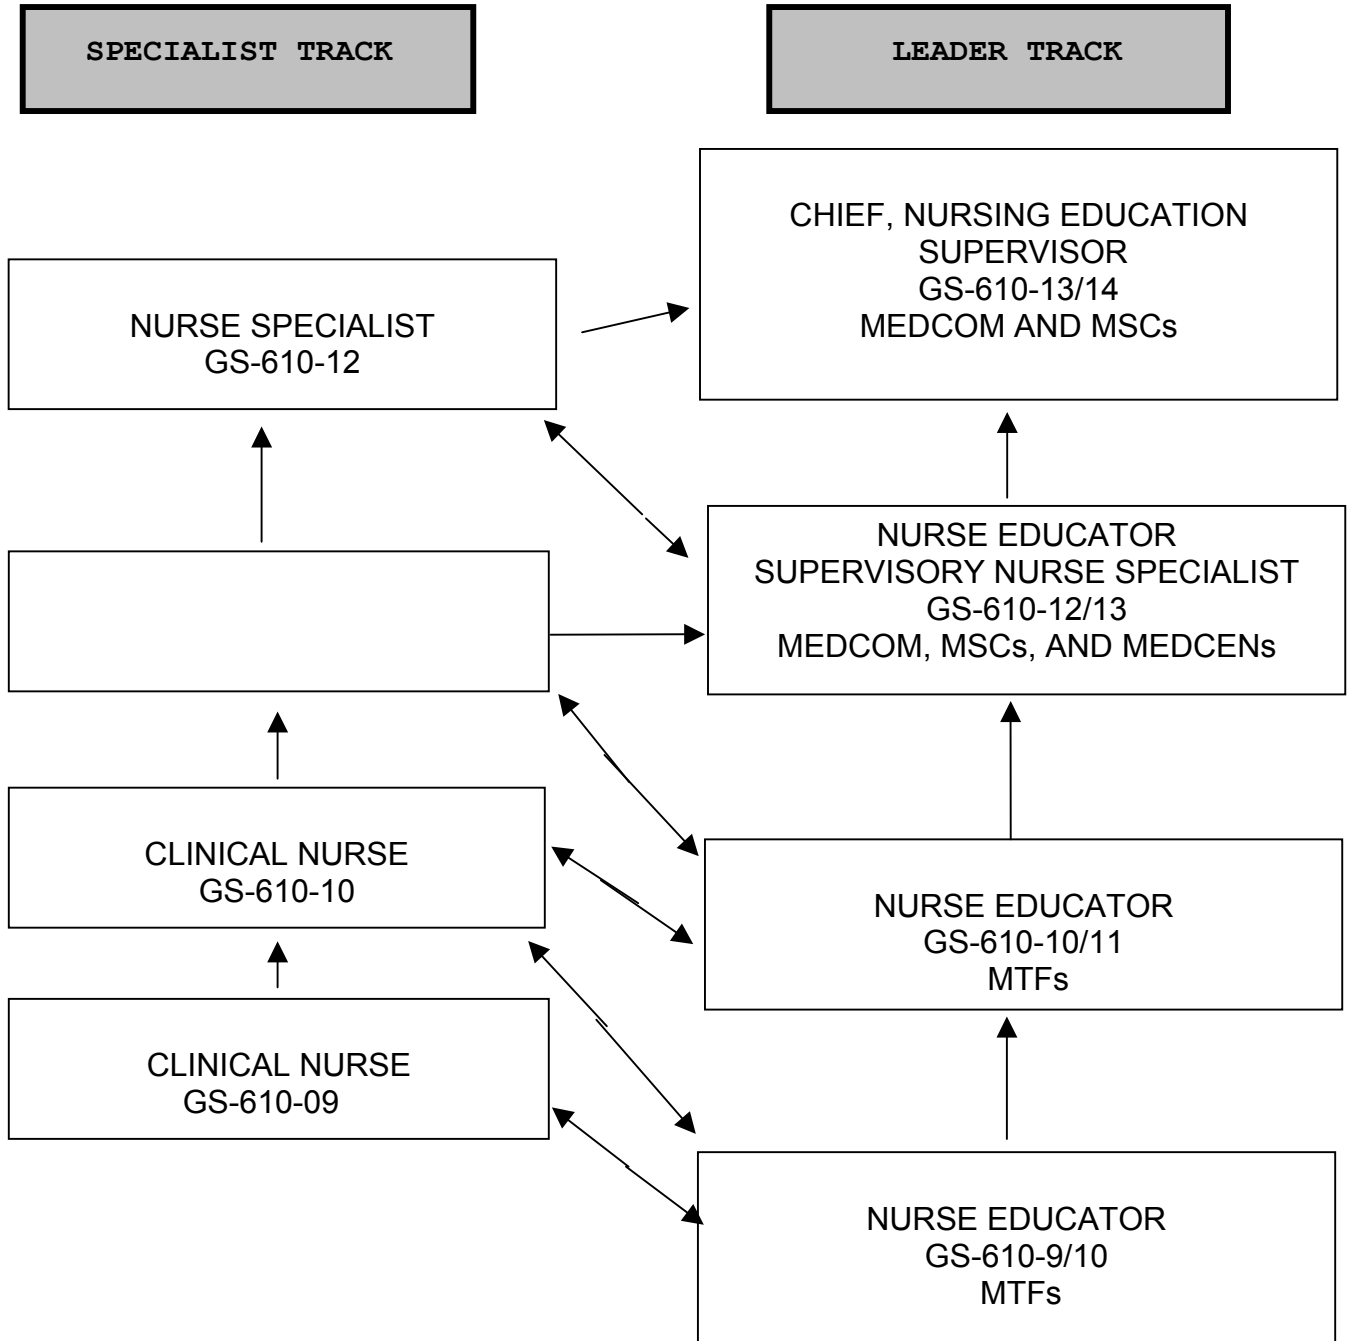 SPECIALIST TRACK
LEADER TRACK
CHIEF, NURSING EDUCATION
SUPERVISOR
GS-610-13/14
MEDCOM AND MSCs
NURSE SPECIALIST
GS-610-12
NURSE EDUCATOR
SUPERVISORY NURSE SPECIALIST
GS-610-12/13
MEDCOM, MSCs, AND MEDCENs
CLINICAL NURSE
GS-610-10
NURSE EDUCATOR
GS-610-10/11
MTFs
CLINICAL NURSE
GS-610-09
NURSE EDUCATOR
GS-610-9/10
MTFs